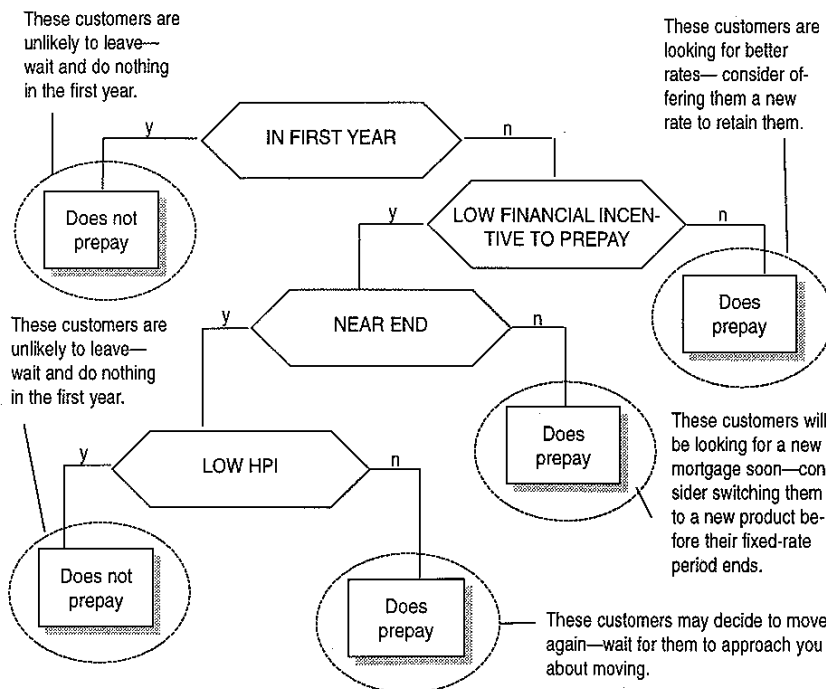 These customers are
unlikely to leave—
wait and do nothing
in the first year.
These customers are
looking for better
rates— consider of-
fering them a new
rate to retain them.
y
IN FIRST YEAR
n
Does not
prepay
y
LOW FINANCIAL INCEN-
TIVE TO PREPAY
n
Does
prepay
These customers are
unlikely to leave—
wait and do nothing
in the first year.
y
NEAR END
n
Does
prepay
These customers will
be looking for a new
mortgage soon—con
sider switching them
to a new product be-
fore their fixed-rate
period ends.
y
LOW HPI
n
Does not
prepay
Does
prepay
These customers may decide to move
again—wait for them to approach you
about moving.